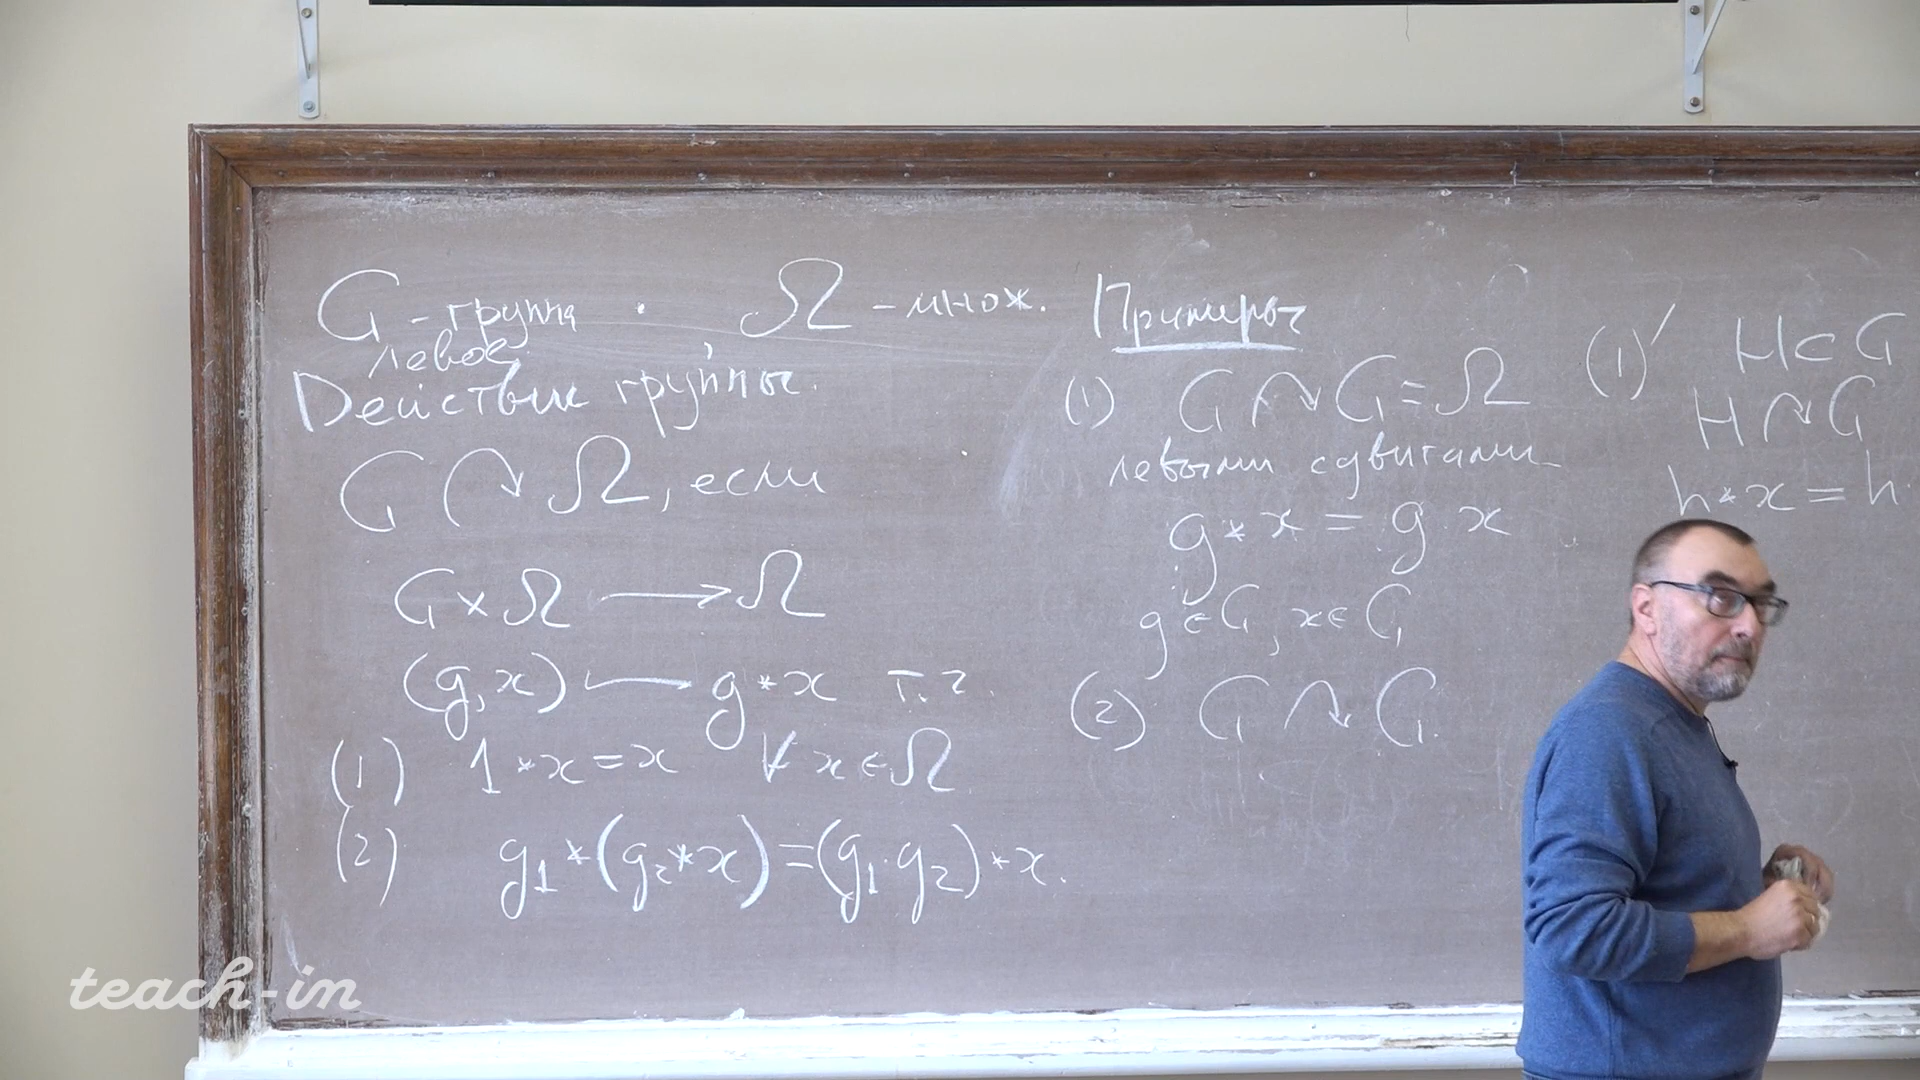 G - группа . Ω - множ.
левое
Действие группы.
G ↷ Ω, если
G × Ω ⟶ Ω
(g, x) ⟼ g * x т.ч.
(1) 1 * x = x ∀ x ∈ Ω
(2) g₁ * (g₂ * x) = (g₁ · g₂) * x.
Примеры
(1) G ↷ G = Ω
левыми сдвигами
g * x = g · x
g ∈ G, x ∈ G
(2) G ↷ G.
(1)′ H ⊂ G
H ↷ G
h * x = h ·
teach-in